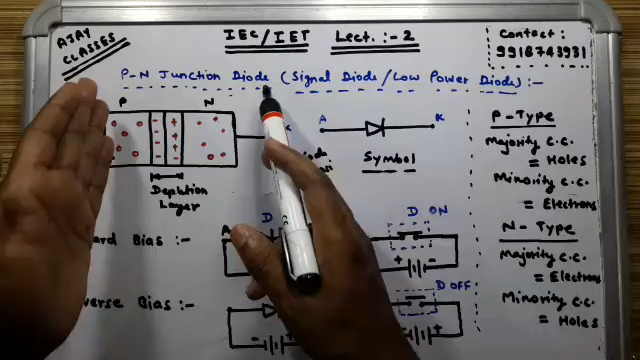 AJAY CLASSES
IEC/IET Lect.:-2
Contact:
9918743931
P-N Junction Diode (Signal Diode/Low Power Diode) :-
P N
A K
Symbol
Depletion
Layer
P-Type
Majority C.C.
= Holes
Minority C.C.
= Electrons
N-Type
Majority C.C.
= Electrons
Minority C.C.
= Holes
Bias :-
A D D ON
+ -
Bias :-
D OFF
+ -